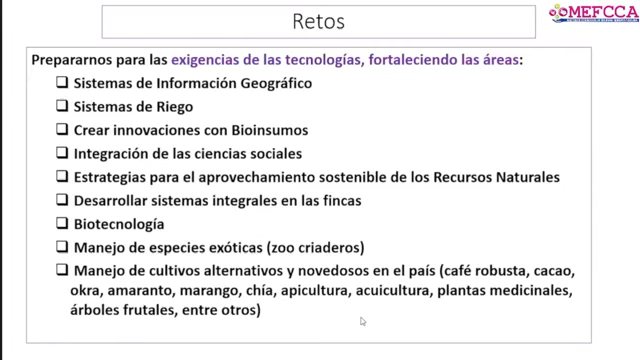 Retos
MEFCCA
Prepararnos para las exigencias de las tecnologías, fortaleciendo las áreas:
❑ Sistemas de Información Geográfico
❑ Sistemas de Riego
❑ Crear innovaciones con Bioinsumos
❑ Integración de las ciencias sociales
❑ Estrategias para el aprovechamiento sostenible de los Recursos Naturales
❑ Desarrollar sistemas integrales en las fincas
❑ Biotecnología
❑ Manejo de especies exóticas (zoo criaderos)
❑ Manejo de cultivos alternativos y novedosos en el país (café robusta, cacao,
okra, amaranto, marango, chía, apicultura, acuicultura, plantas medicinales,
árboles frutales, entre otros)